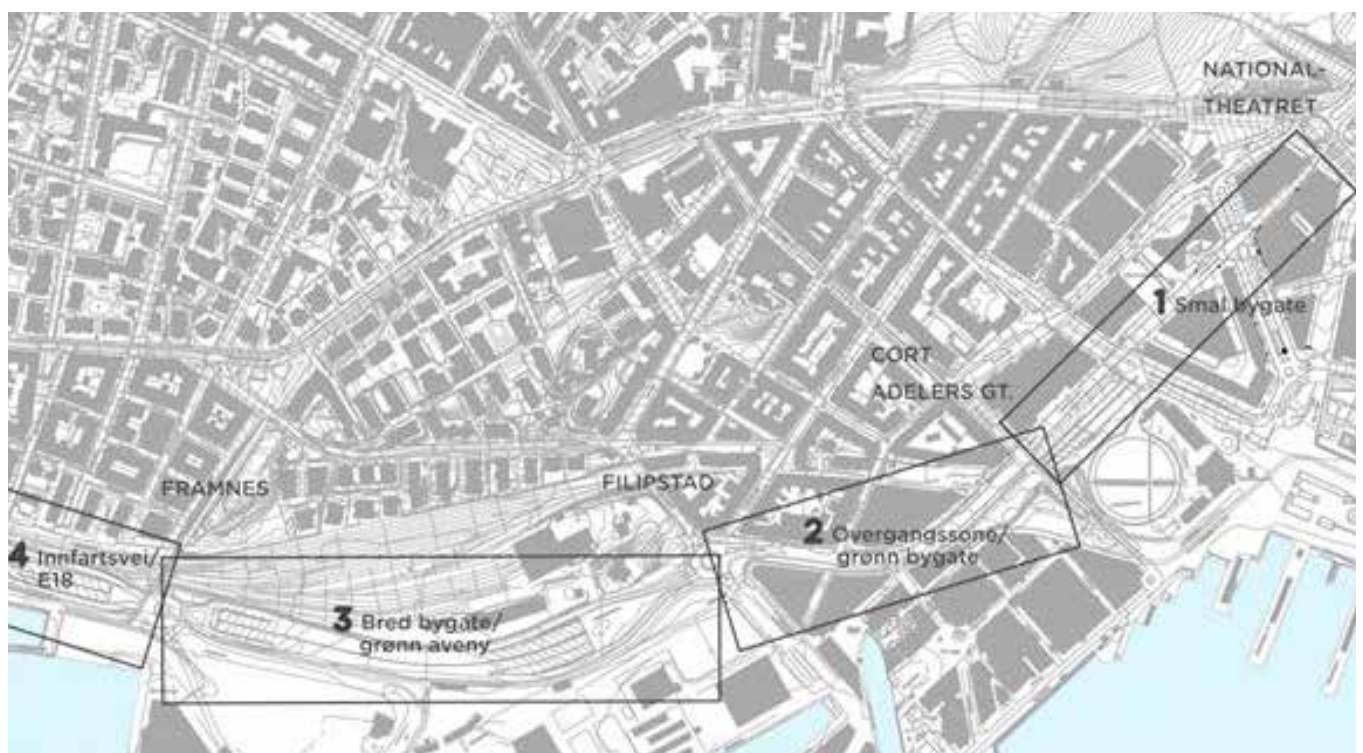 NATIONAL-
THEATRET
1 Smal bygate
CORT
ADELERS GT.
FRAMNES
FILIPSTAD
2 Overgangssone/
grønn bygate
4 Innfartsvei/
E18
3 Bred bygate/
grønn aveny